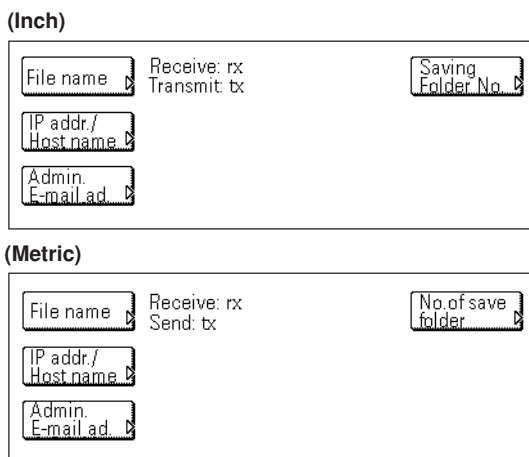 (Inch)
File name
Receive: rx
Transmit: tx
Saving
Folder No.
IP addr./
Host name
Admin.
E-mail ad.
(Metric)
File name
Receive: rx
Send: tx
No.of save
folder
IP addr./
Host name
Admin.
E-mail ad.